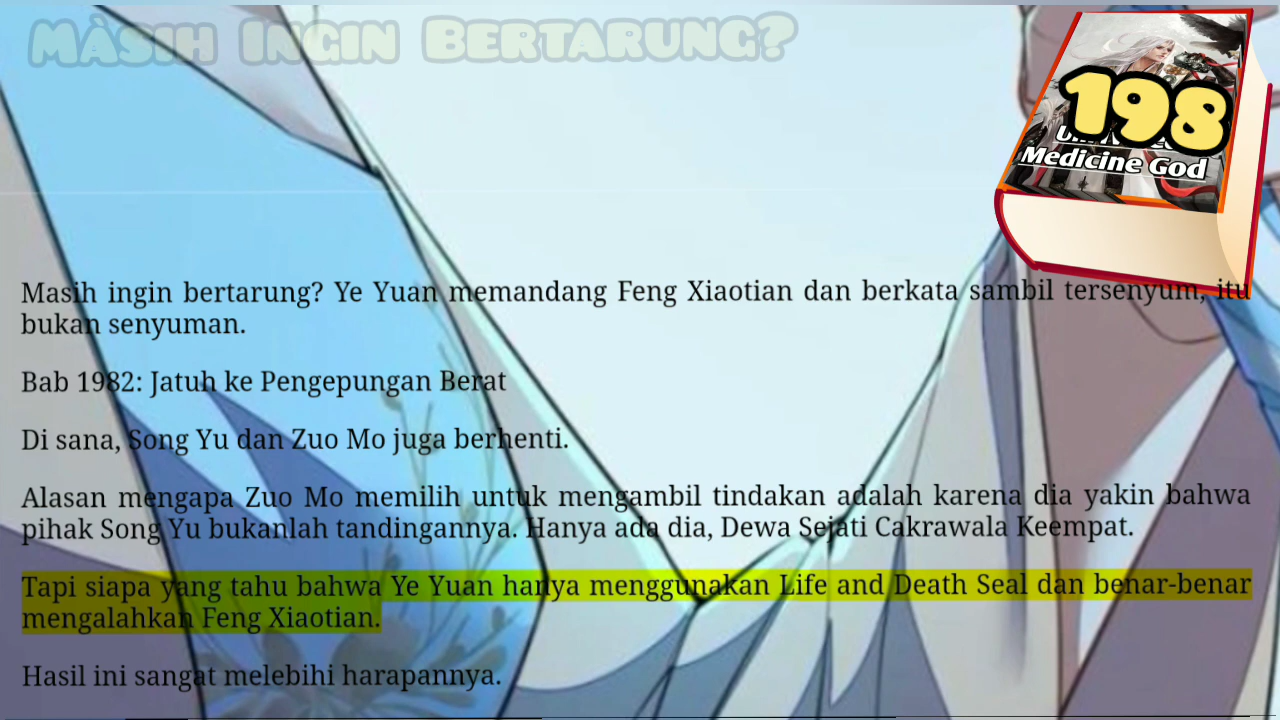 Màsih Ingin Bertarung?
198
Medicine God
Masih ingin bertarung? Ye Yuan memandang Feng Xiaotian dan berkata sambil tersenyum, itu
bukan senyuman.
Bab 1982: Jatuh ke Pengepungan Berat
Di sana, Song Yu dan Zuo Mo juga berhenti.
Alasan mengapa Zuo Mo memilih untuk mengambil tindakan adalah karena dia yakin bahwa
pihak Song Yu bukanlah tandingannya. Hanya ada dia, Dewa Sejati Cakrawala Keempat.
Tapi siapa yang tahu bahwa Ye Yuan hanya menggunakan Life and Death Seal dan benar-benar
mengalahkan Feng Xiaotian.
Hasil ini sangat melebihi harapannya.